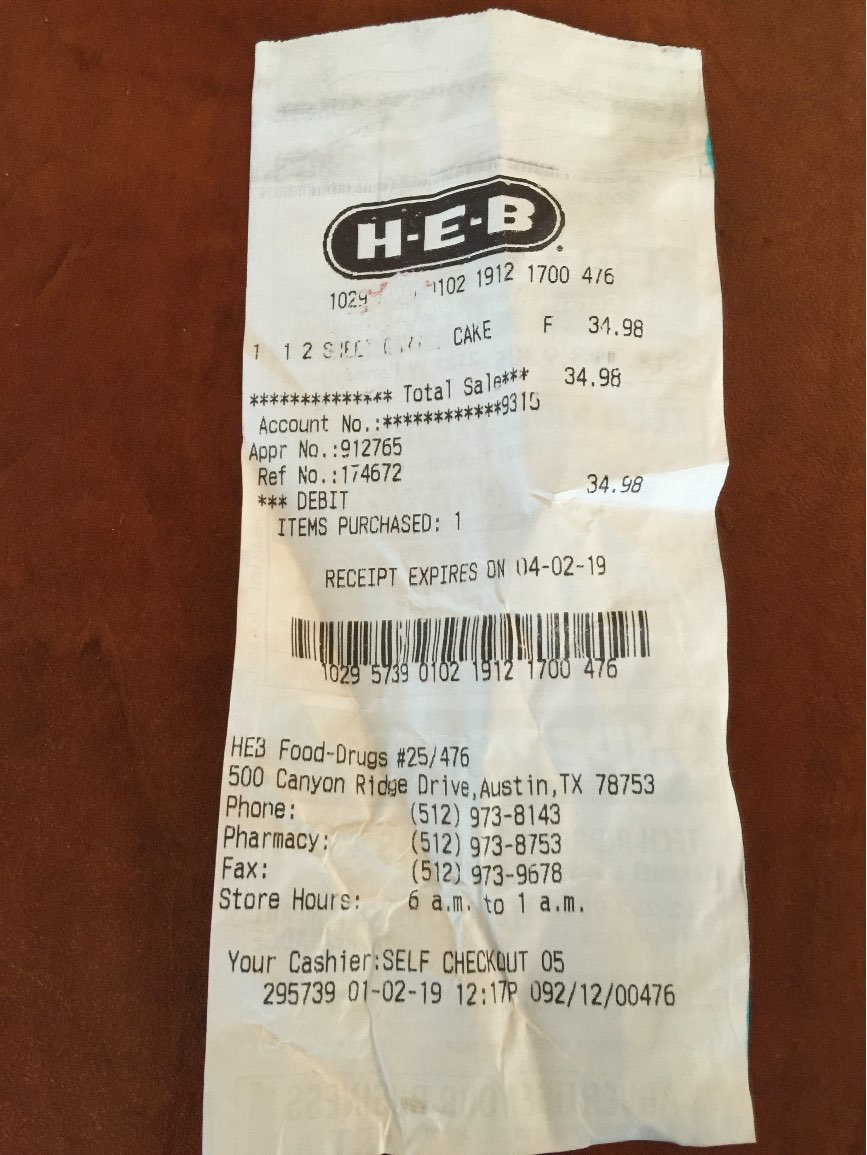 H-E-B
1029 0102 1912 1700 476
1 1 2 CAKE F 34.98
************** Total Sale*** 34.98
Account No.:************9315
Appr No.:912765
Ref No.:174672
*** DEBIT 34.98
ITEMS PURCHASED: 1
RECEIPT EXPIRES ON 04-02-19
1029 5739 0102 1912 1700 476
HEB Food-Drugs #25/476
500 Canyon Ridge Drive,Austin,TX 78753
Phone: (512) 973-8143
Pharmacy: (512) 973-8753
Fax: (512) 973-9678
Store Hours: 6 a.m. to 1 a.m.
Your Cashier:SELF CHECKOUT 05
295739 01-02-19 12:17P 092/12/00476